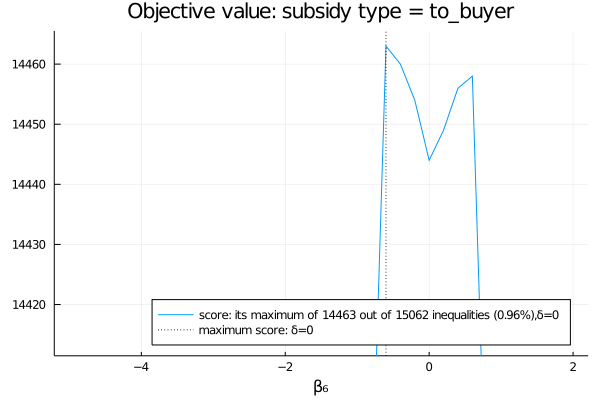 Objective value: subsidy type = to_buyer
14460
14450
14440
14430
14420
score: its maximum of 14463 out of 15062 inequalities (0.96%),δ=0
maximum score: δ=0
−4
−2
0
2
β₆